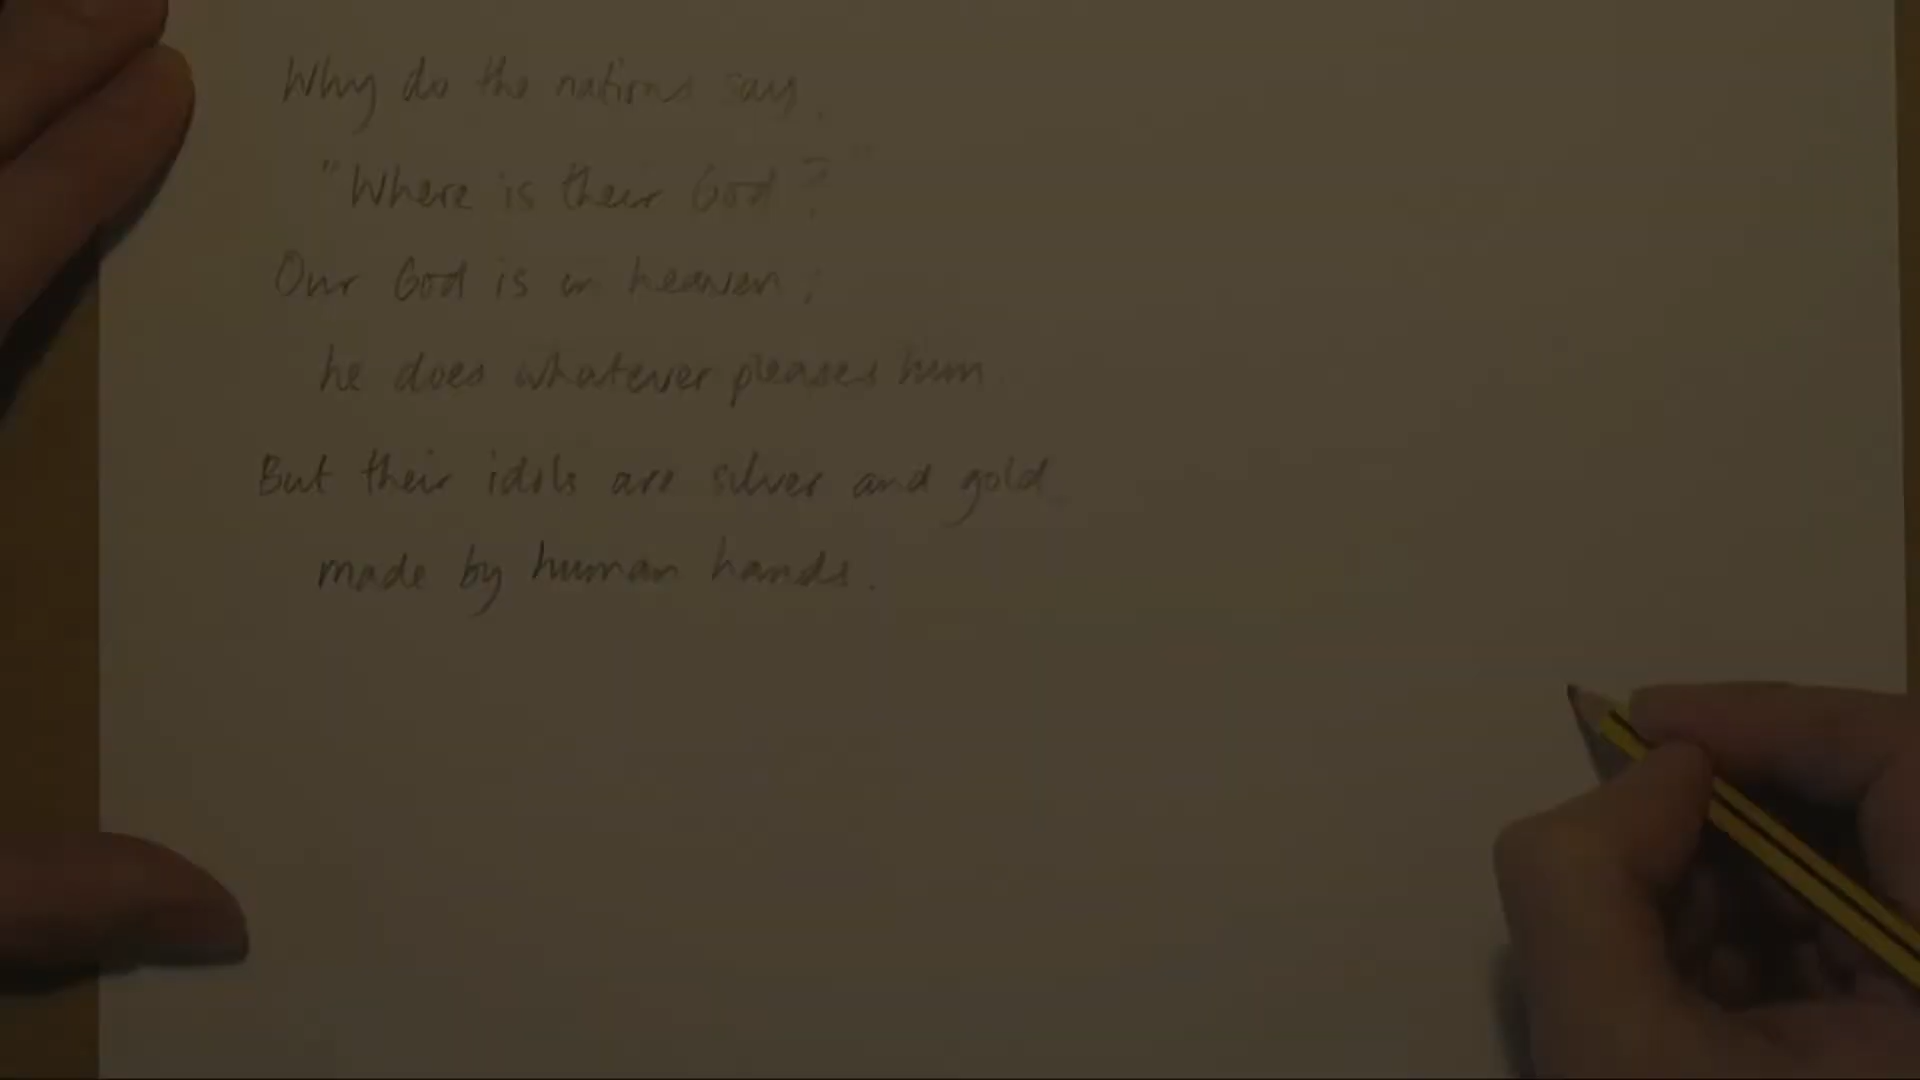 Why do the nations say,
"Where is their God?"
Our God is in heaven;
he does whatever pleases him.
But their idols are silver and gold
made by human hands.